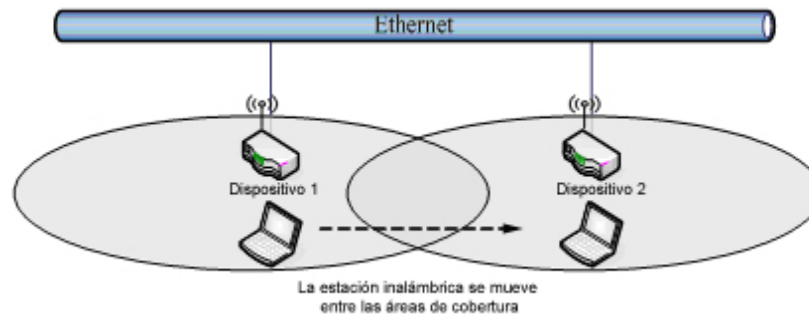 Ethernet
Dispositivo 1
Dispositivo 2
La estación inalámbrica se mueve
entre las áreas de cobertura